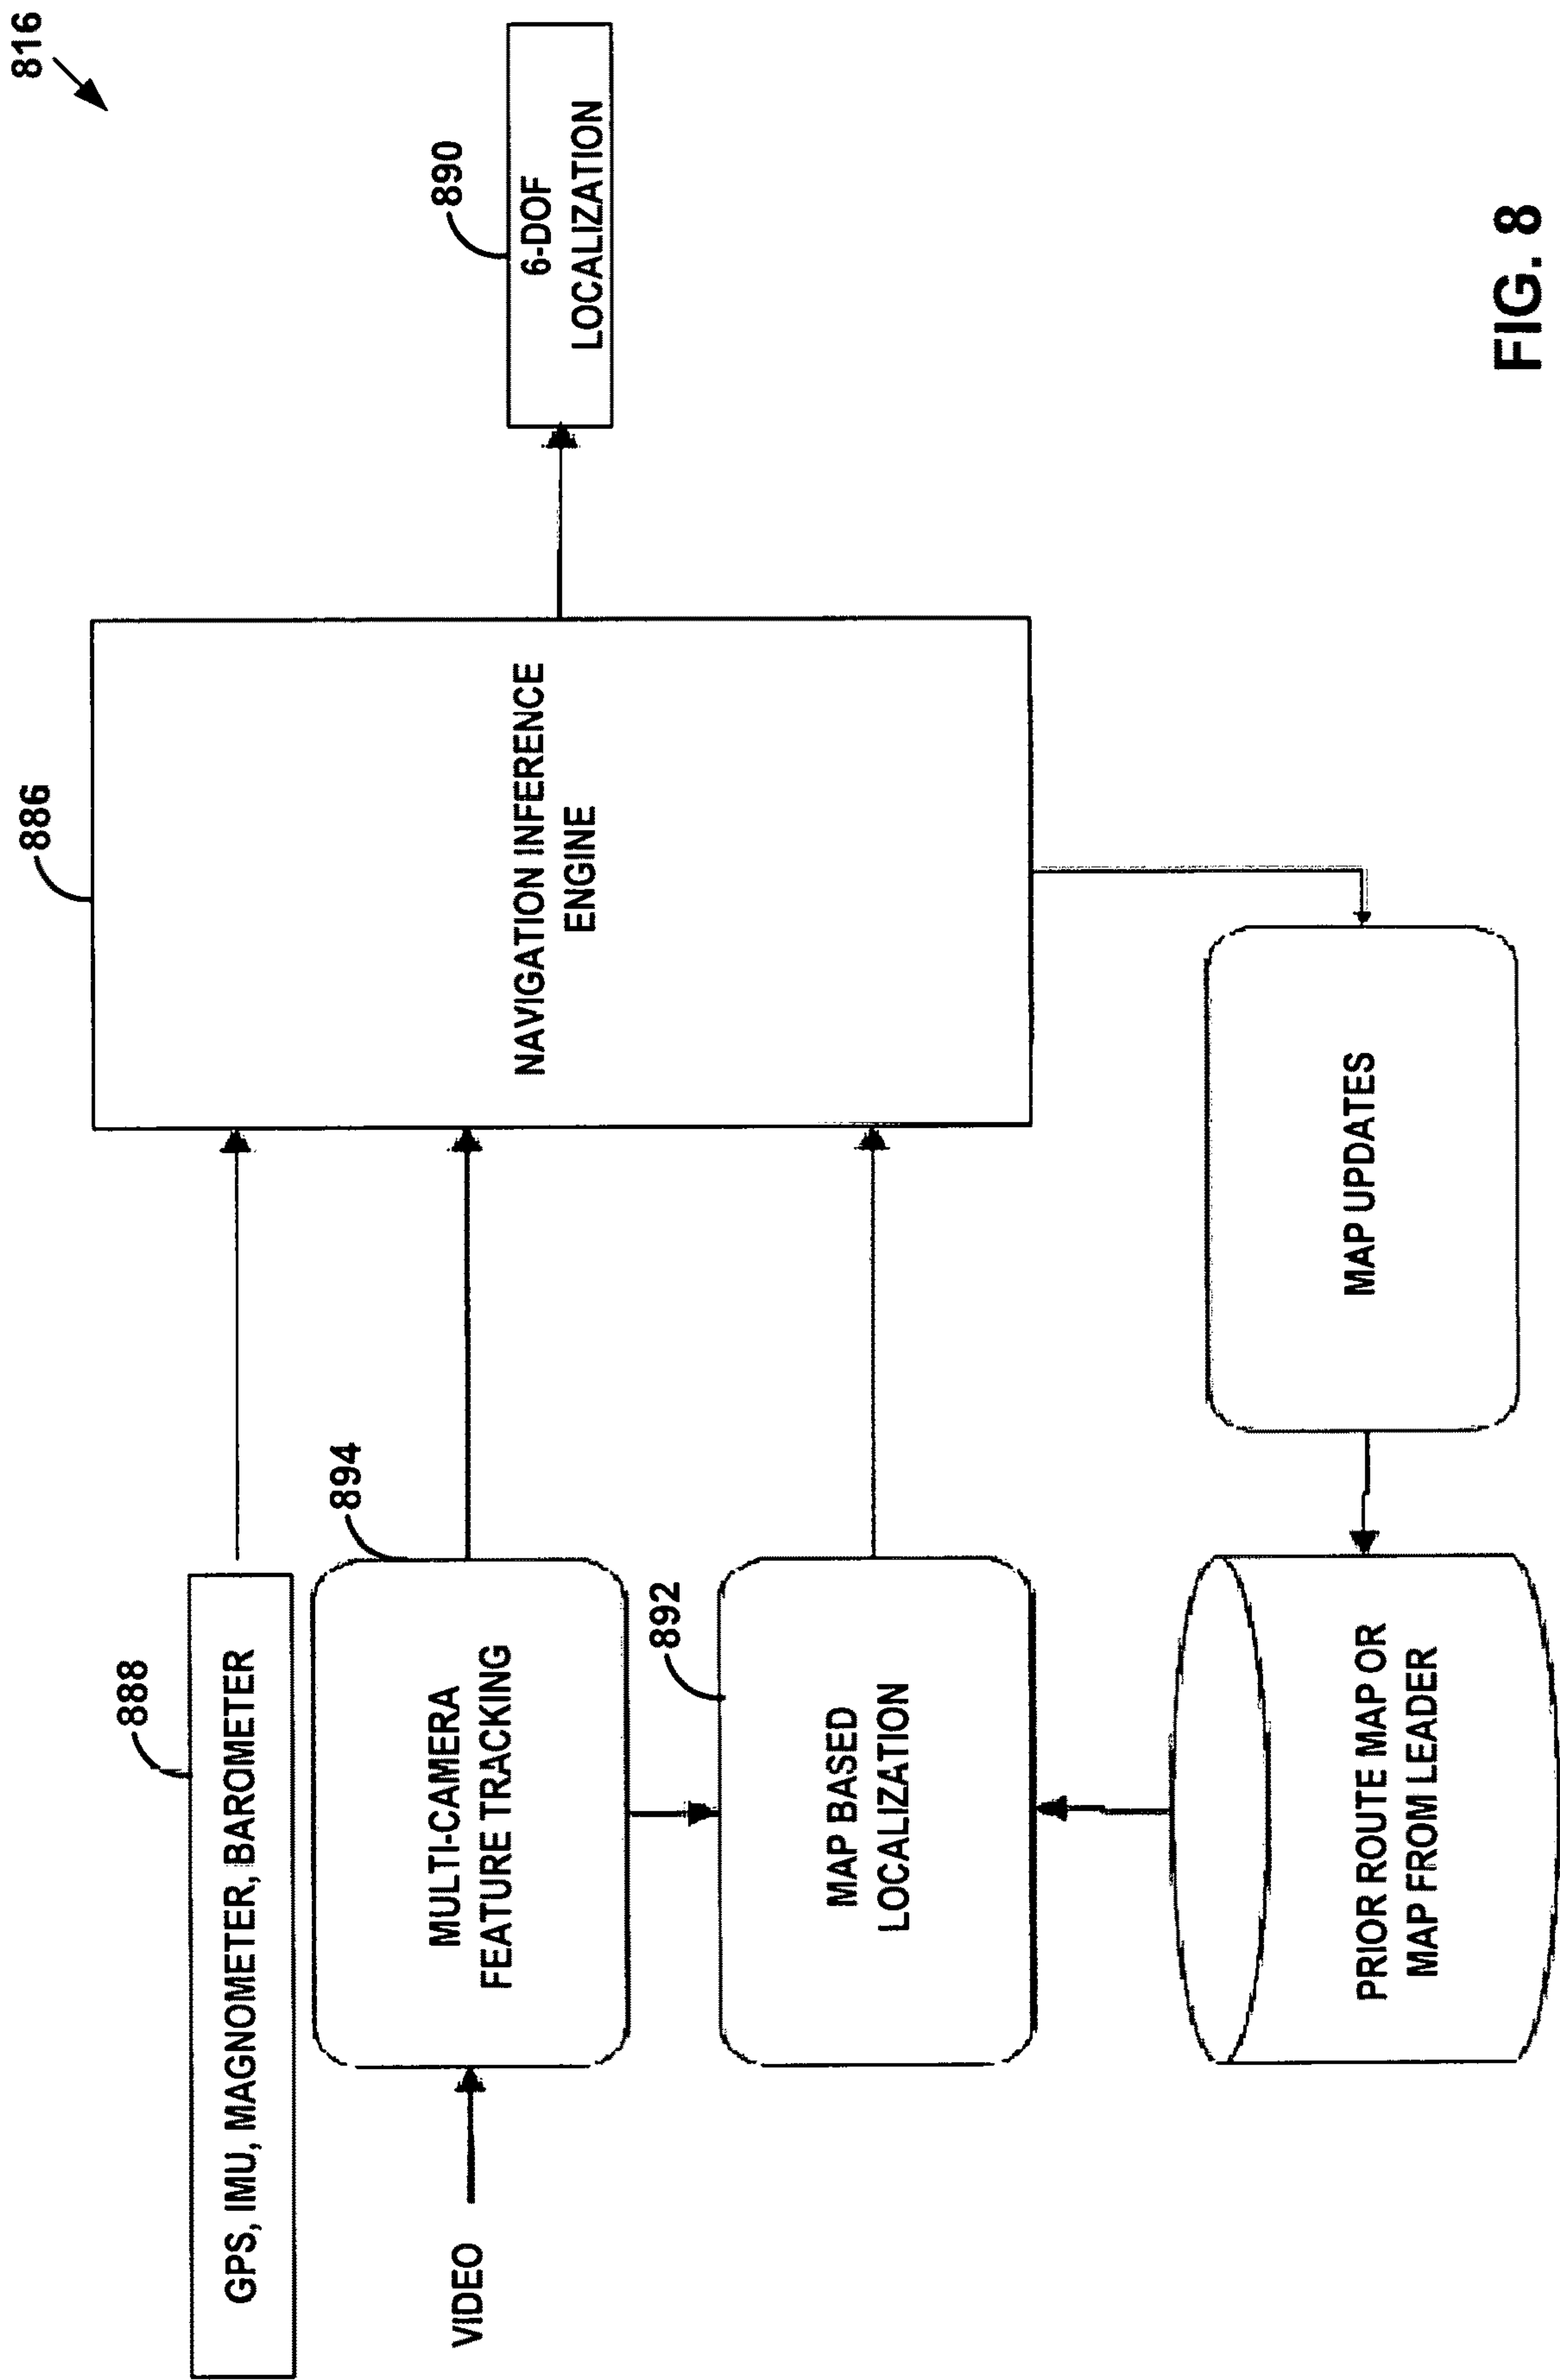 816
888
GPS, IMU, MAGNOMETER, BAROMETER
VIDEO
894
MULTI-CAMERA
FEATURE TRACKING
892
MAP BASED
LOCALIZATION
PRIOR ROUTE MAP OR
MAP FROM LEADER
886
NAVIGATION INFERENCE
ENGINE
MAP UPDATES
890
6-DOF
LOCALIZATION
FIG. 8